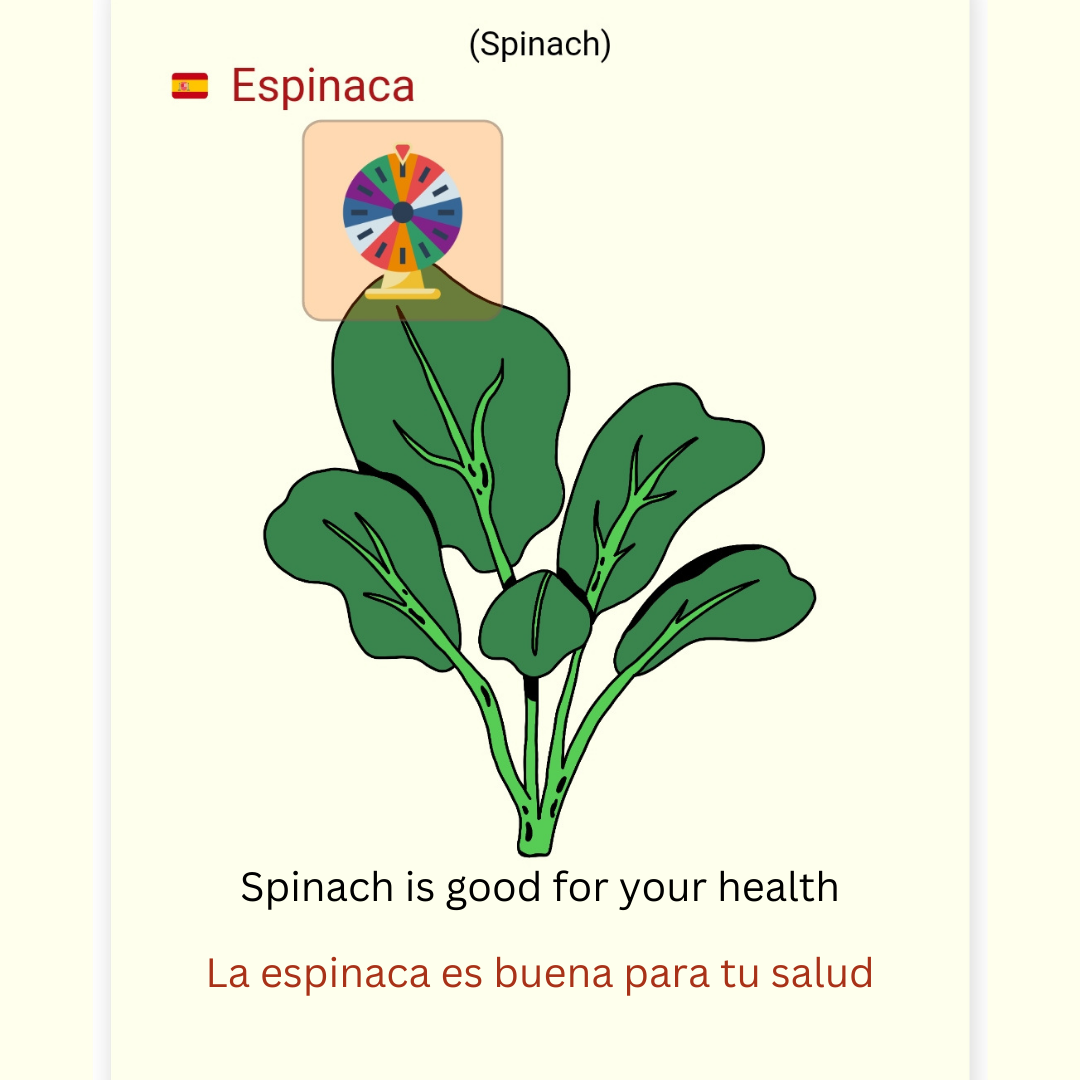 (Spinach)
Espinaca
Spinach is good for your health
La espinaca es buena para tu salud